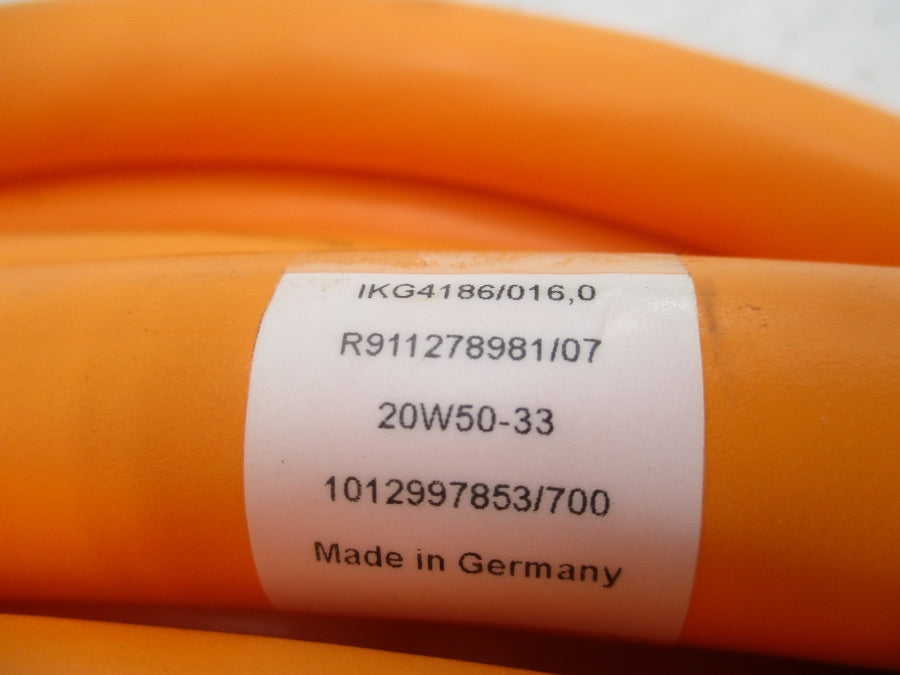 IKG4186/016,0
R911278981/07
20W50-33
1012997853/700
Made in Germany